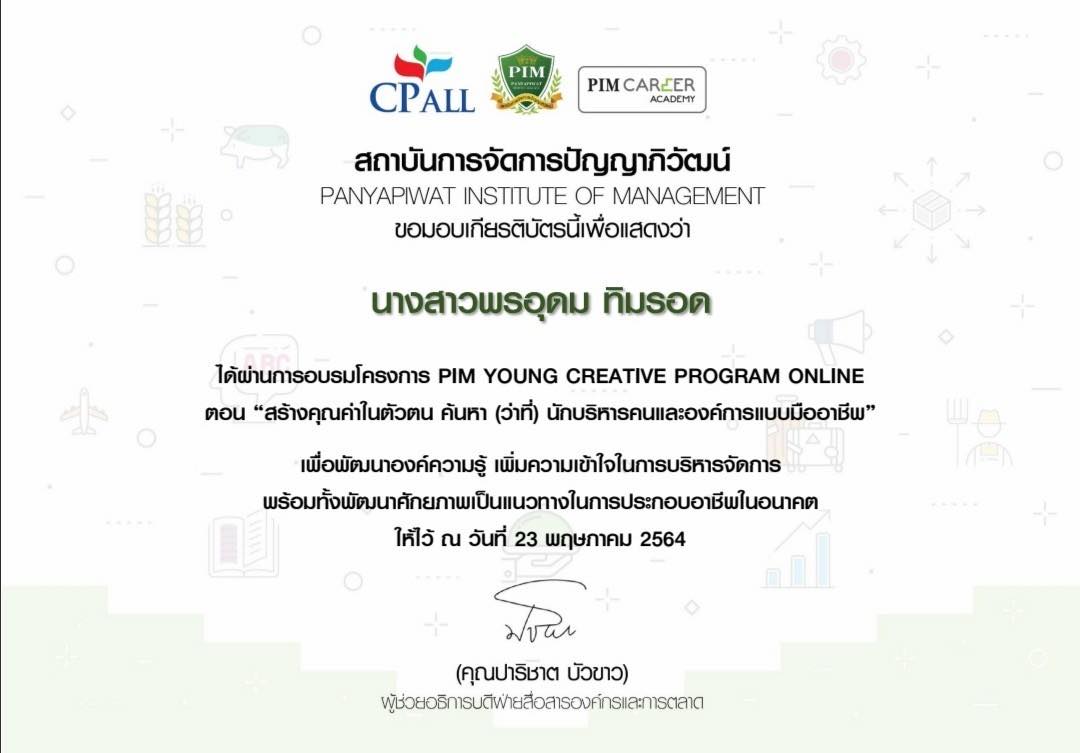 CPALL
PIM
PANYAPIWAT
PIM CAREER
ACADEMY
สถาบันการจัดการปัญญาภิวัฒน์
PANYAPIWAT INSTITUTE OF MANAGEMENT
ขอมอบเกียรติบัตรนี้เพื่อแสดงว่า
นางสาวพรอุดม ทิมรอด
ได้ผ่านการอบรมโครงการ PIM YOUNG CREATIVE PROGRAM ONLINE
ตอน “สร้างคุณค่าในตัวตน ค้นหา (ว่าที่) นักบริหารคนและองค์การแบบมืออาชีพ”
เพื่อพัฒนาองค์ความรู้ เพิ่มความเข้าใจในการบริหารจัดการ
พร้อมทั้งพัฒนาศักยภาพเป็นแนวทางในการประกอบอาชีพในอนาคต
ให้ไว้ ณ วันที่ 23 พฤษภาคม 2564
(คุณปาริชาต บัวขาว)
ผู้ช่วยอธิการบดีฝ่ายสื่อสารองค์กรและการตลาด
ABC